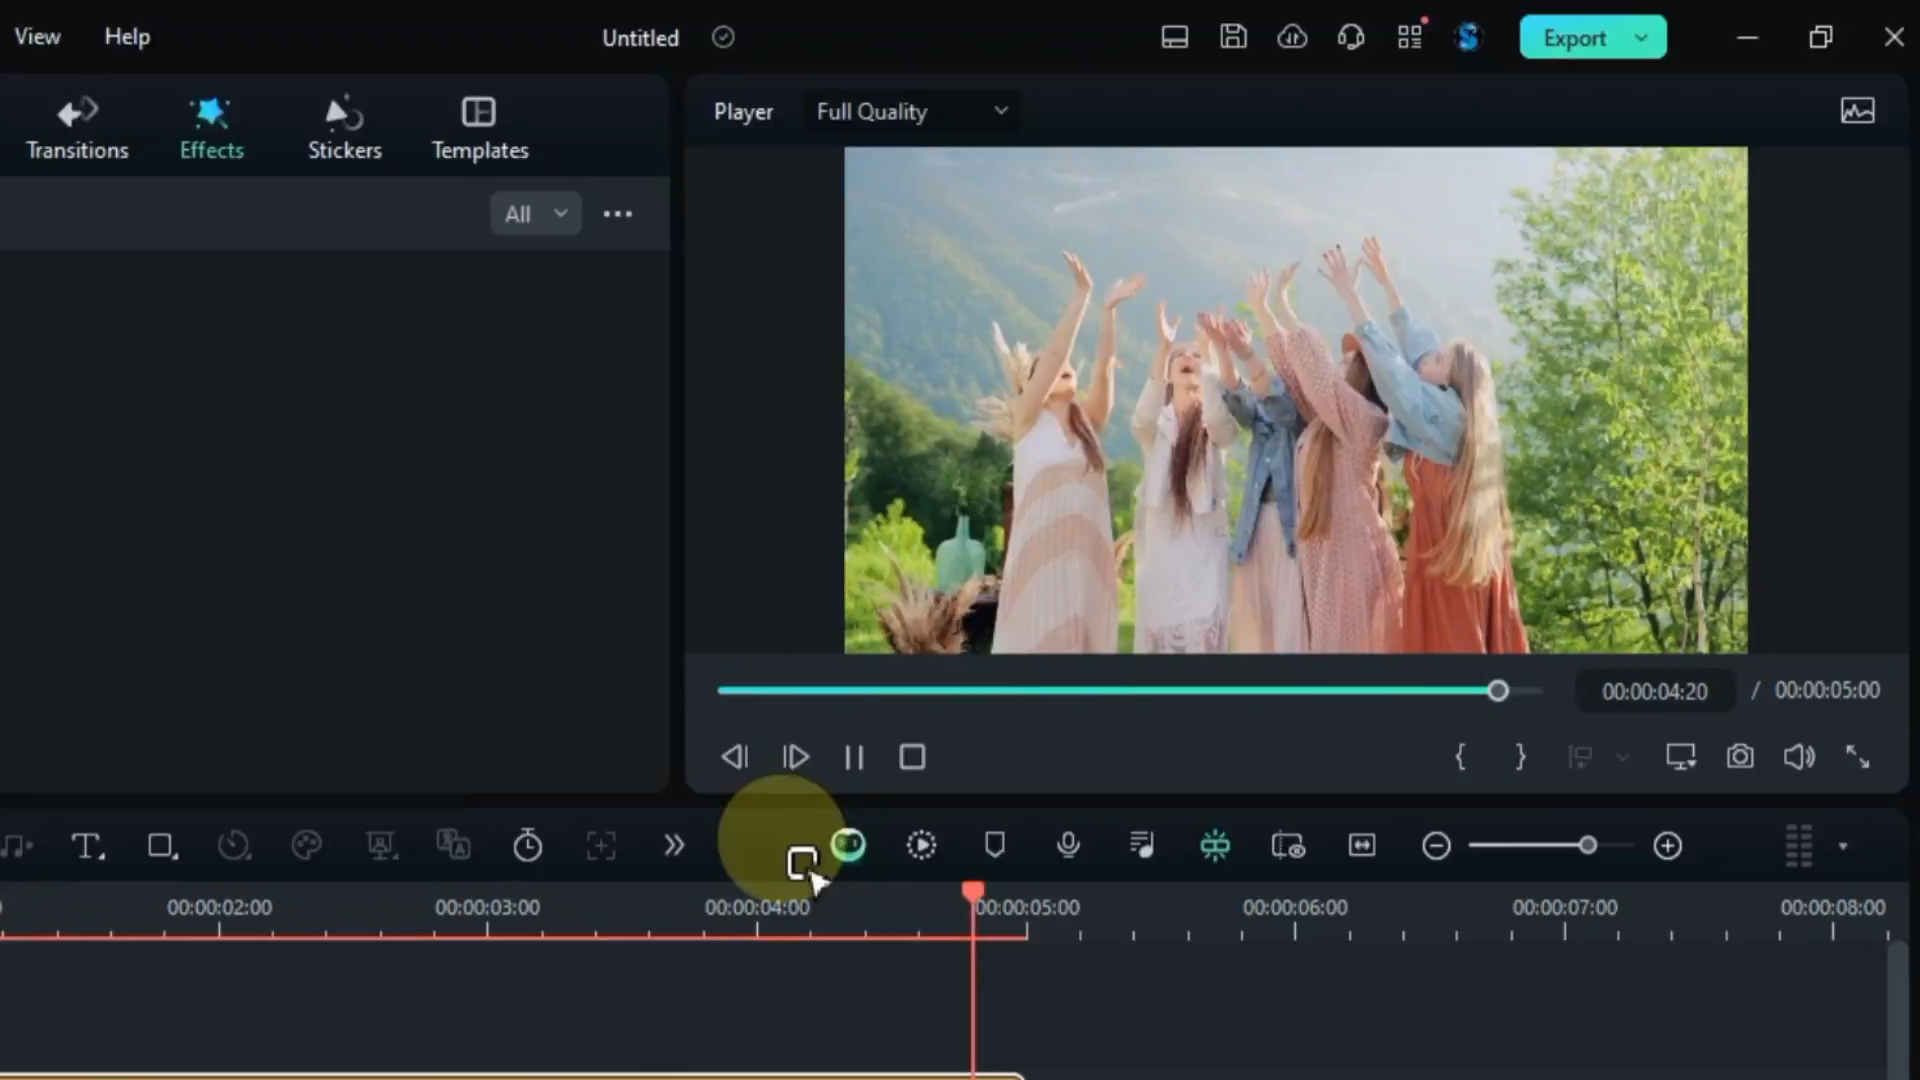 View Help Untitled Export
Transitions Effects Stickers Templates
Player Full Quality
All
00:00:04:20 / 00:00:05:00
00:00:02:00 00:00:03:00 00:00:04:00 00:00:05:00 00:00:06:00 00:00:07:00 00:00:08:00